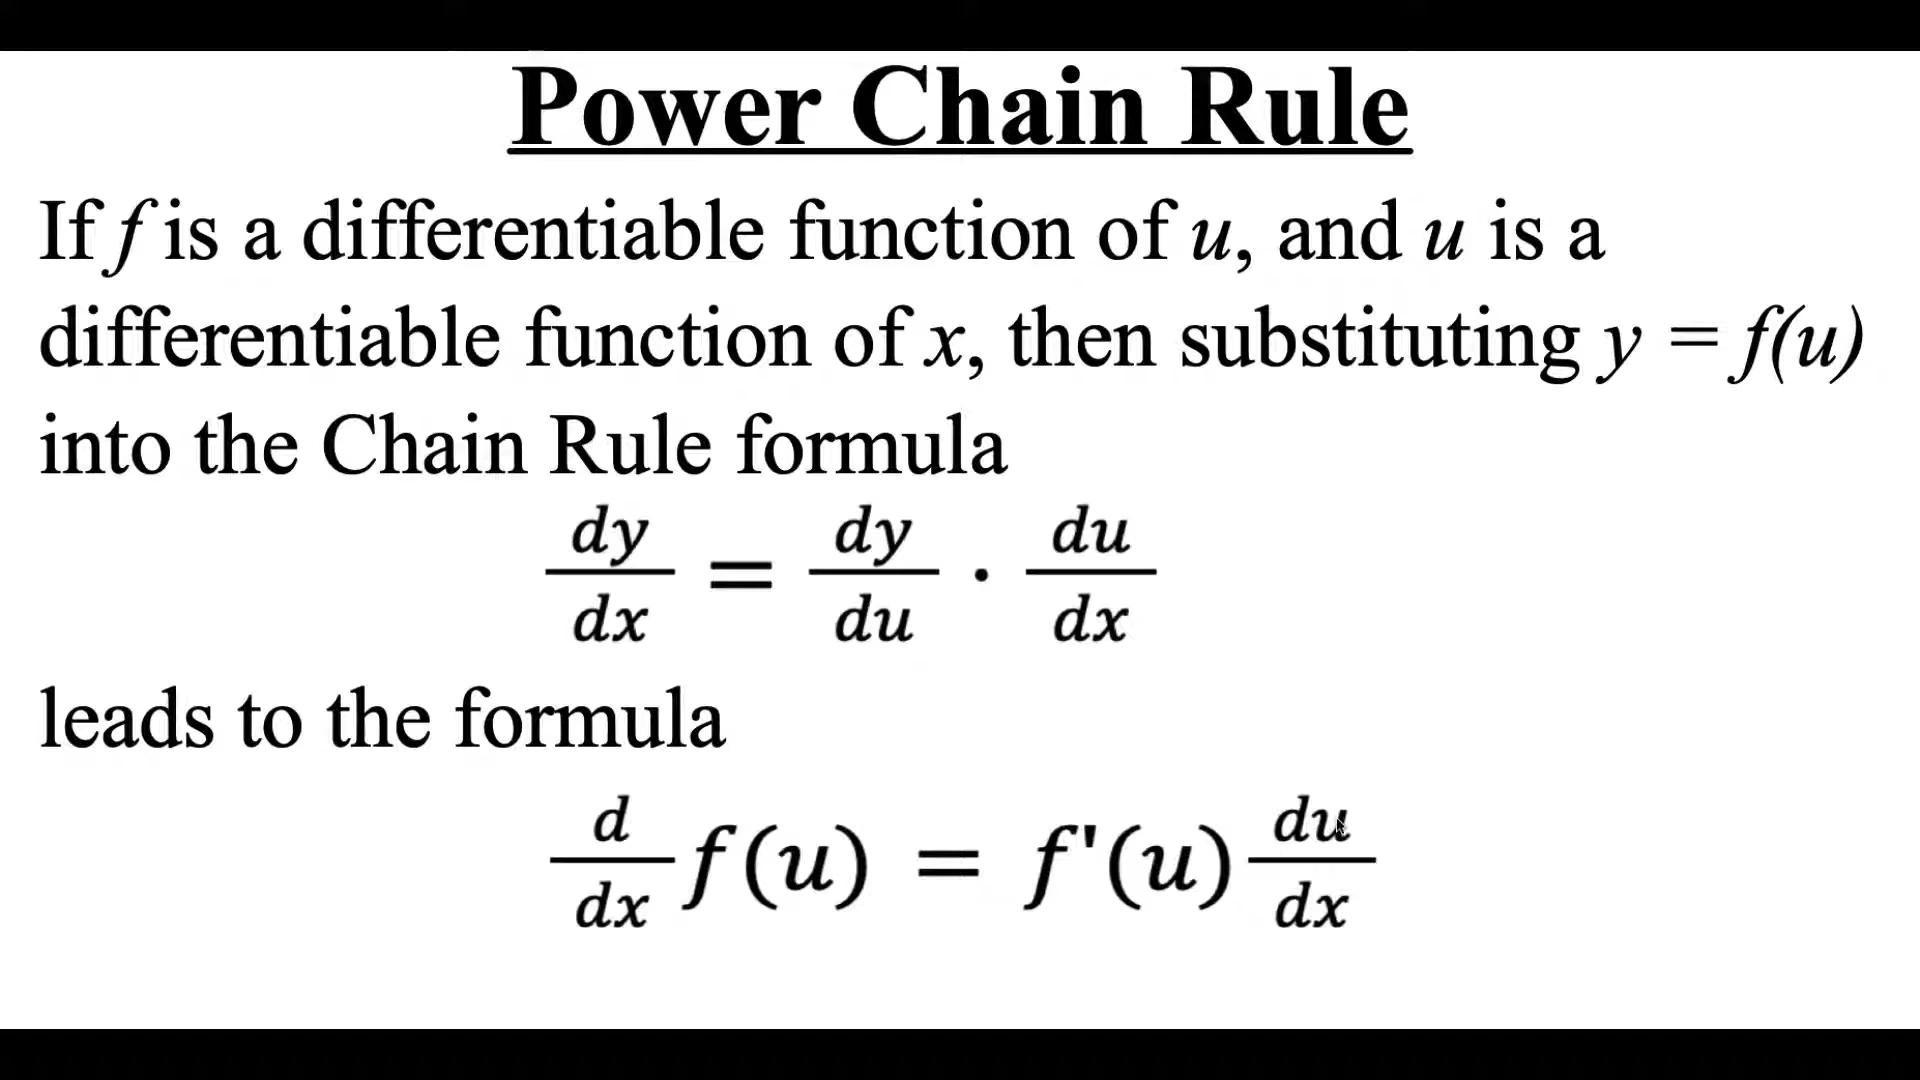 Power Chain Rule
If f is a differentiable function of u, and u is a
differentiable function of x, then substituting y = f(u)
into the Chain Rule formula
dy/dx = dy/du · du/dx
leads to the formula
d/dx f(u) = f'(u) du/dx